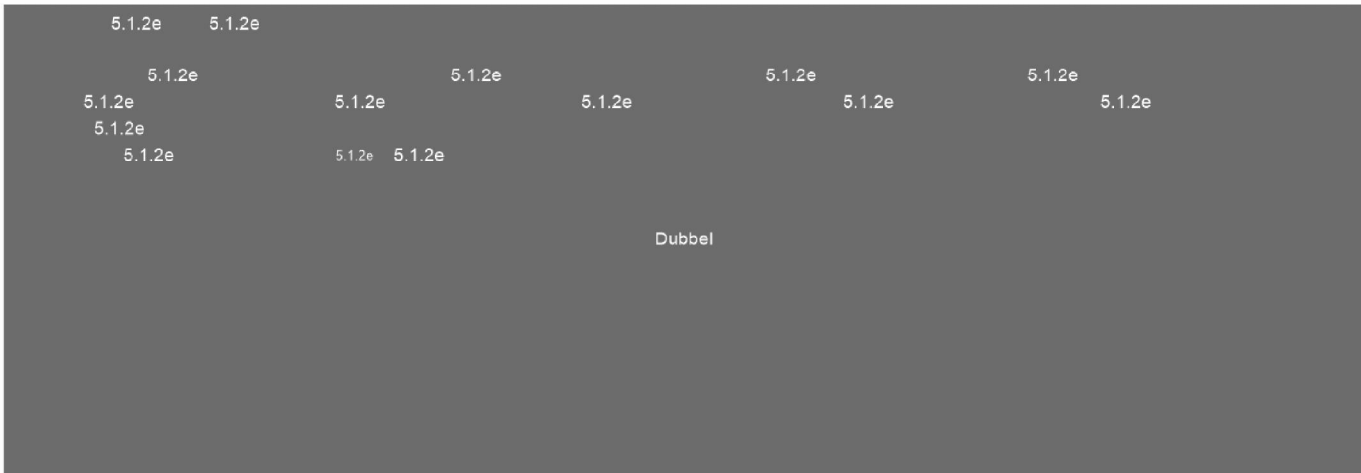 5.1.2e 5.1.2e
5.1.2e 5.1.2e 5.1.2e 5.1.2e
5.1.2e 5.1.2e 5.1.2e 5.1.2e 5.1.2e
5.1.2e
5.1.2e 5.1.2e 5.1.2e
Dubbel